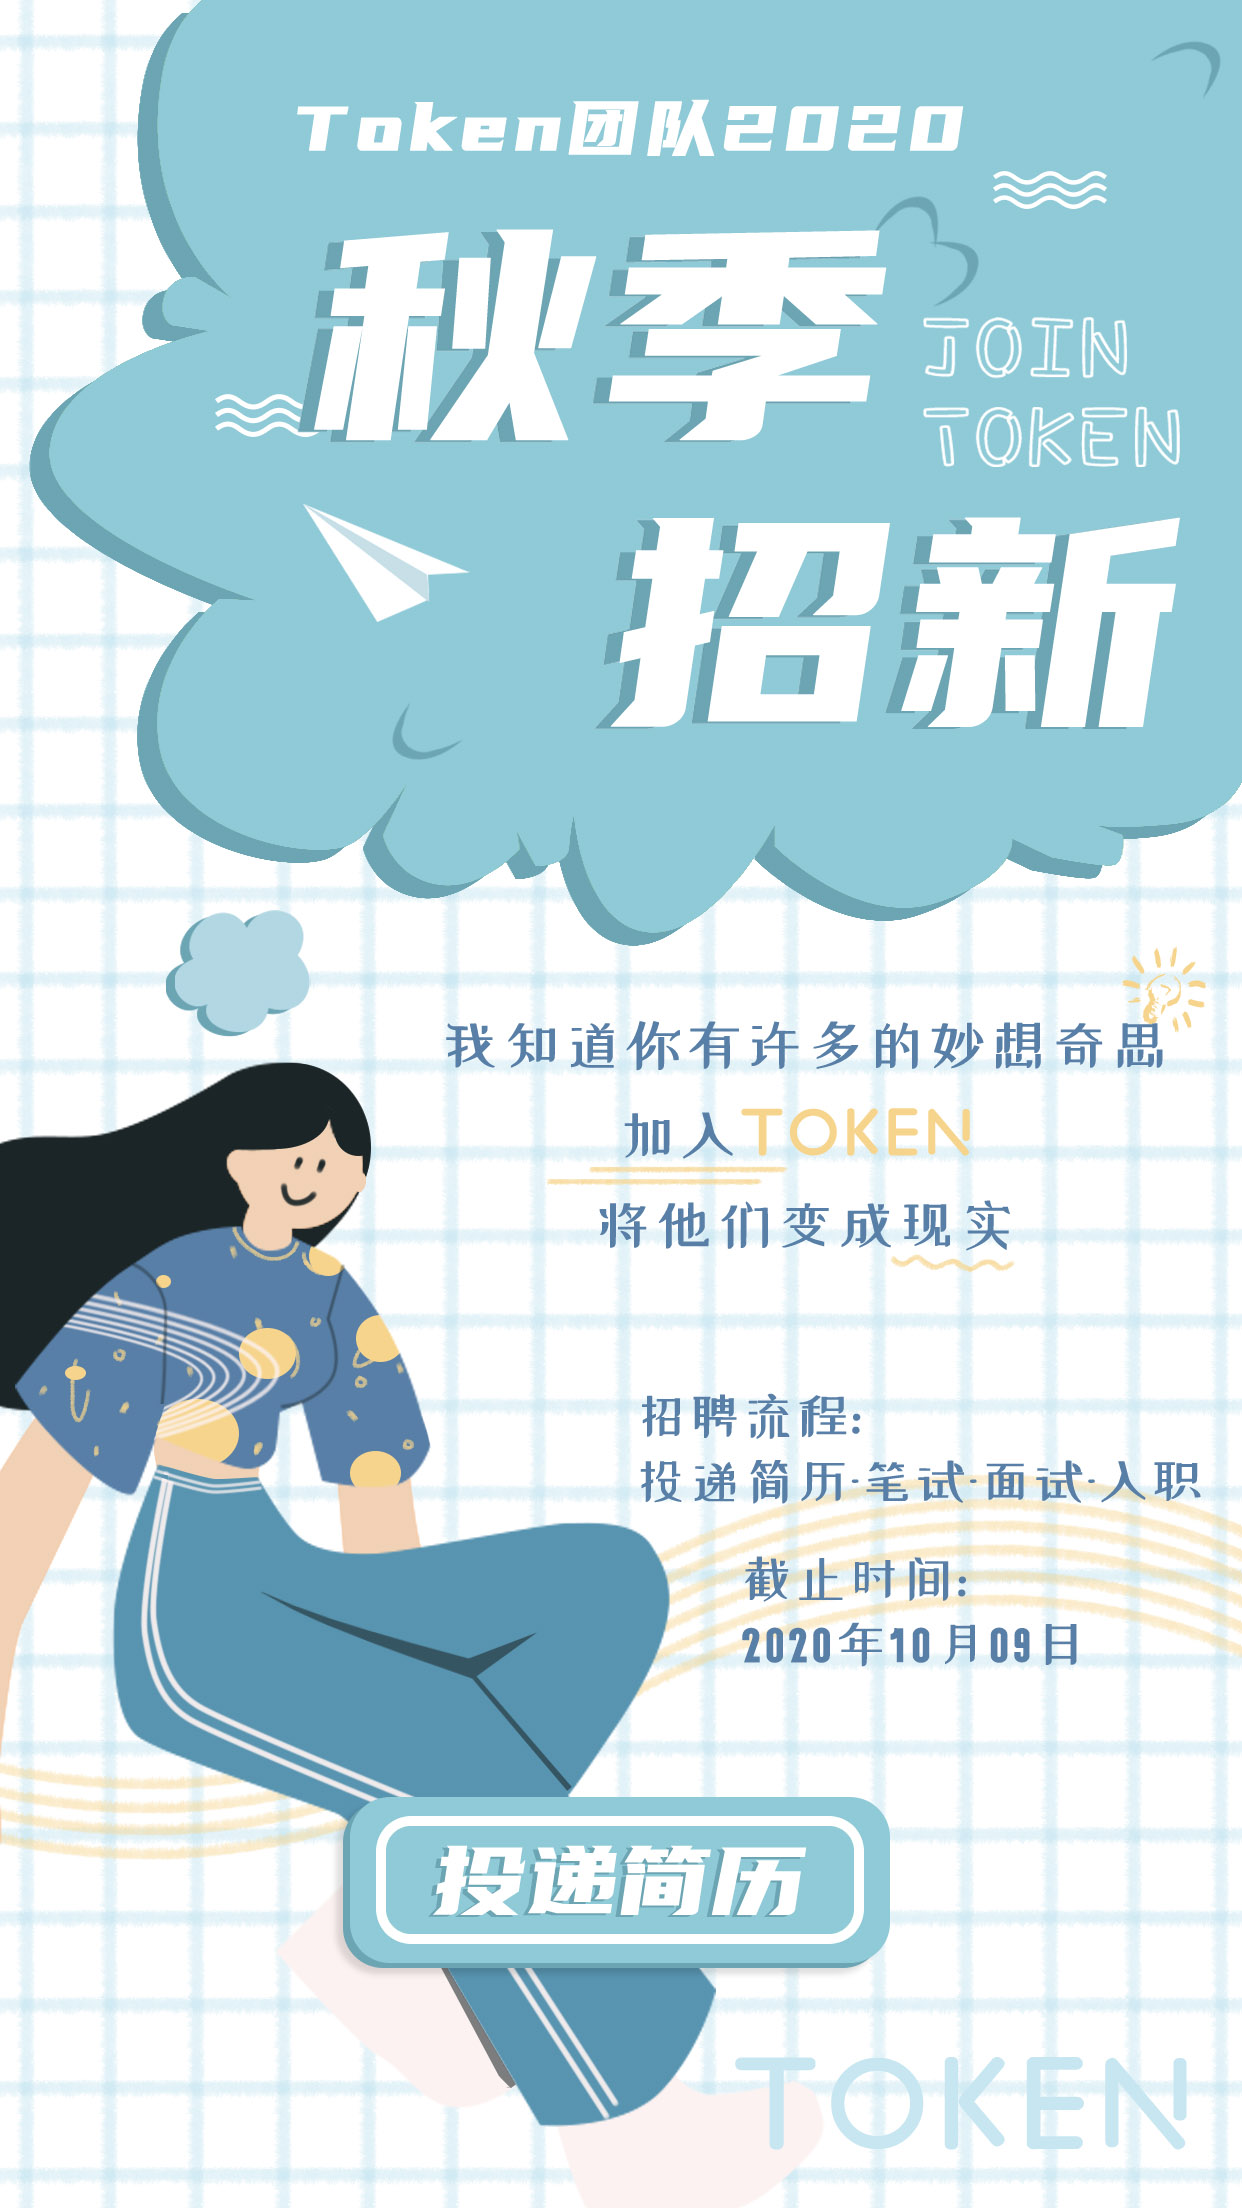 Token团队2020
秋季
JOIN
TOKEN
招新
我知道你有许多的妙想奇思
加入TOKEN
将他们变成现实
招聘流程:
投递简历·笔试·面试·入职
截止时间:
2020年10月09日
投递简历
TOKEN